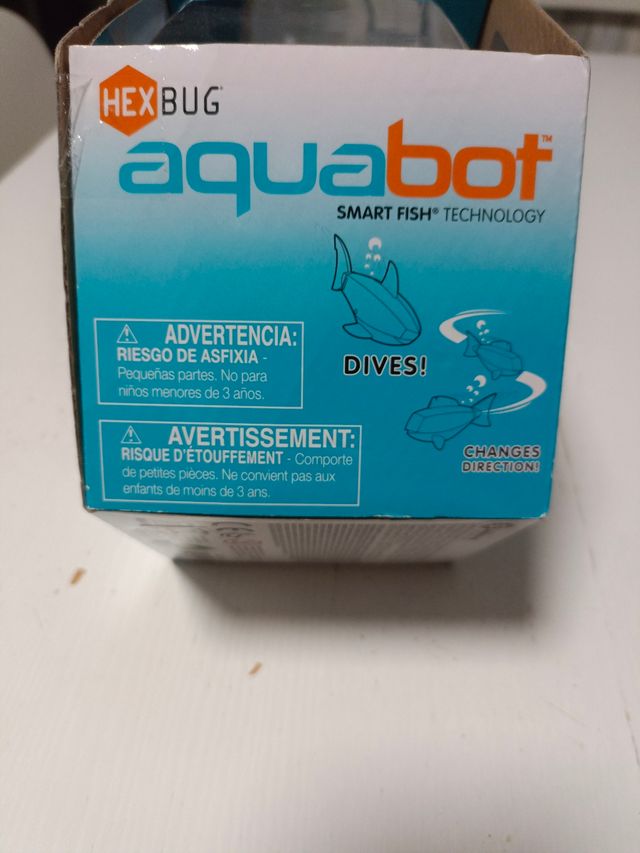 HEXBUG
aquabot™
SMART FISH® TECHNOLOGY
DIVES!
CHANGES
DIRECTION!
⚠ ADVERTENCIA:
RIESGO DE ASFIXIA -
Pequeñas partes. No para
niños menores de 3 años.
⚠ AVERTISSEMENT:
RISQUE D'ÉTOUFFEMENT - Comporte
de petites pièces. Ne convient pas aux
enfants de moins de 3 ans.